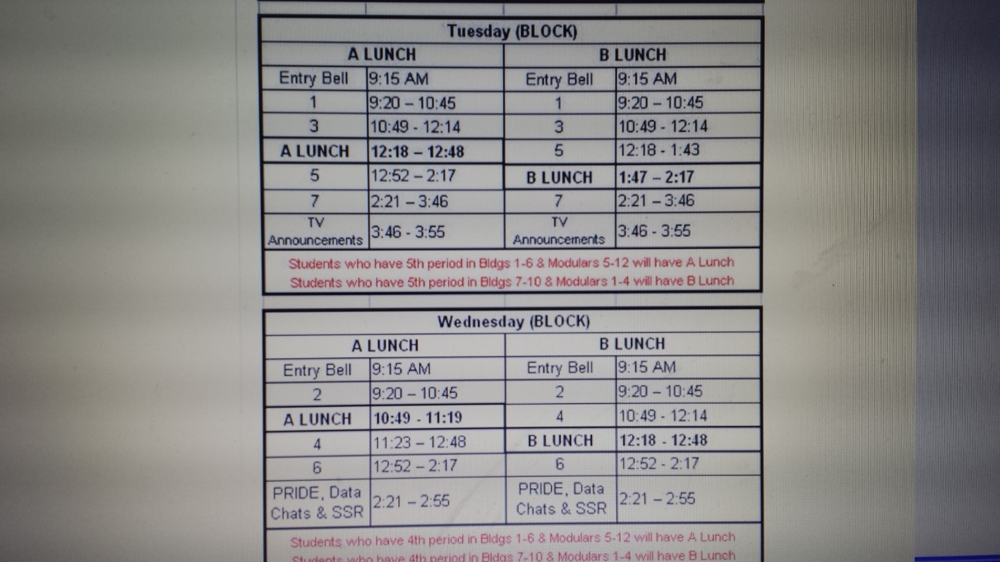 Tuesday (BLOCK)
A LUNCH B LUNCH
Entry Bell 9:15 AM Entry Bell 9:15 AM
1 9:20 – 10:45 1 9:20 – 10:45
3 10:49 - 12:14 3 10:49 - 12:14
A LUNCH 12:18 – 12:48 5 12:18 - 1:43
5 12:52 – 2:17 B LUNCH 1:47 – 2:17
7 2:21 – 3:46 7 2:21 – 3:46
TV Announcements 3:46 - 3:55 TV Announcements 3:46 - 3:55
Students who have 5th period in Bldgs 1-6 & Modulars 5-12 will have A Lunch
Students who have 5th period in Bldgs 7-10 & Modulars 1-4 will have B Lunch
Wednesday (BLOCK)
A LUNCH B LUNCH
Entry Bell 9:15 AM Entry Bell 9:15 AM
2 9:20 – 10:45 2 9:20 – 10:45
A LUNCH 10:49 - 11:19 4 10:49 - 12:14
4 11:23 – 12:48 B LUNCH 12:18 - 12:48
6 12:52 – 2:17 6 12:52 - 2:17
PRIDE, Data Chats & SSR 2:21 – 2:55 PRIDE, Data Chats & SSR 2:21 – 2:55
Students who have 4th period in Bldgs 1-6 & Modulars 5-12 will have A Lunch
Students who have 4th period in Bldgs 7-10 & Modulars 1-4 will have B Lunch